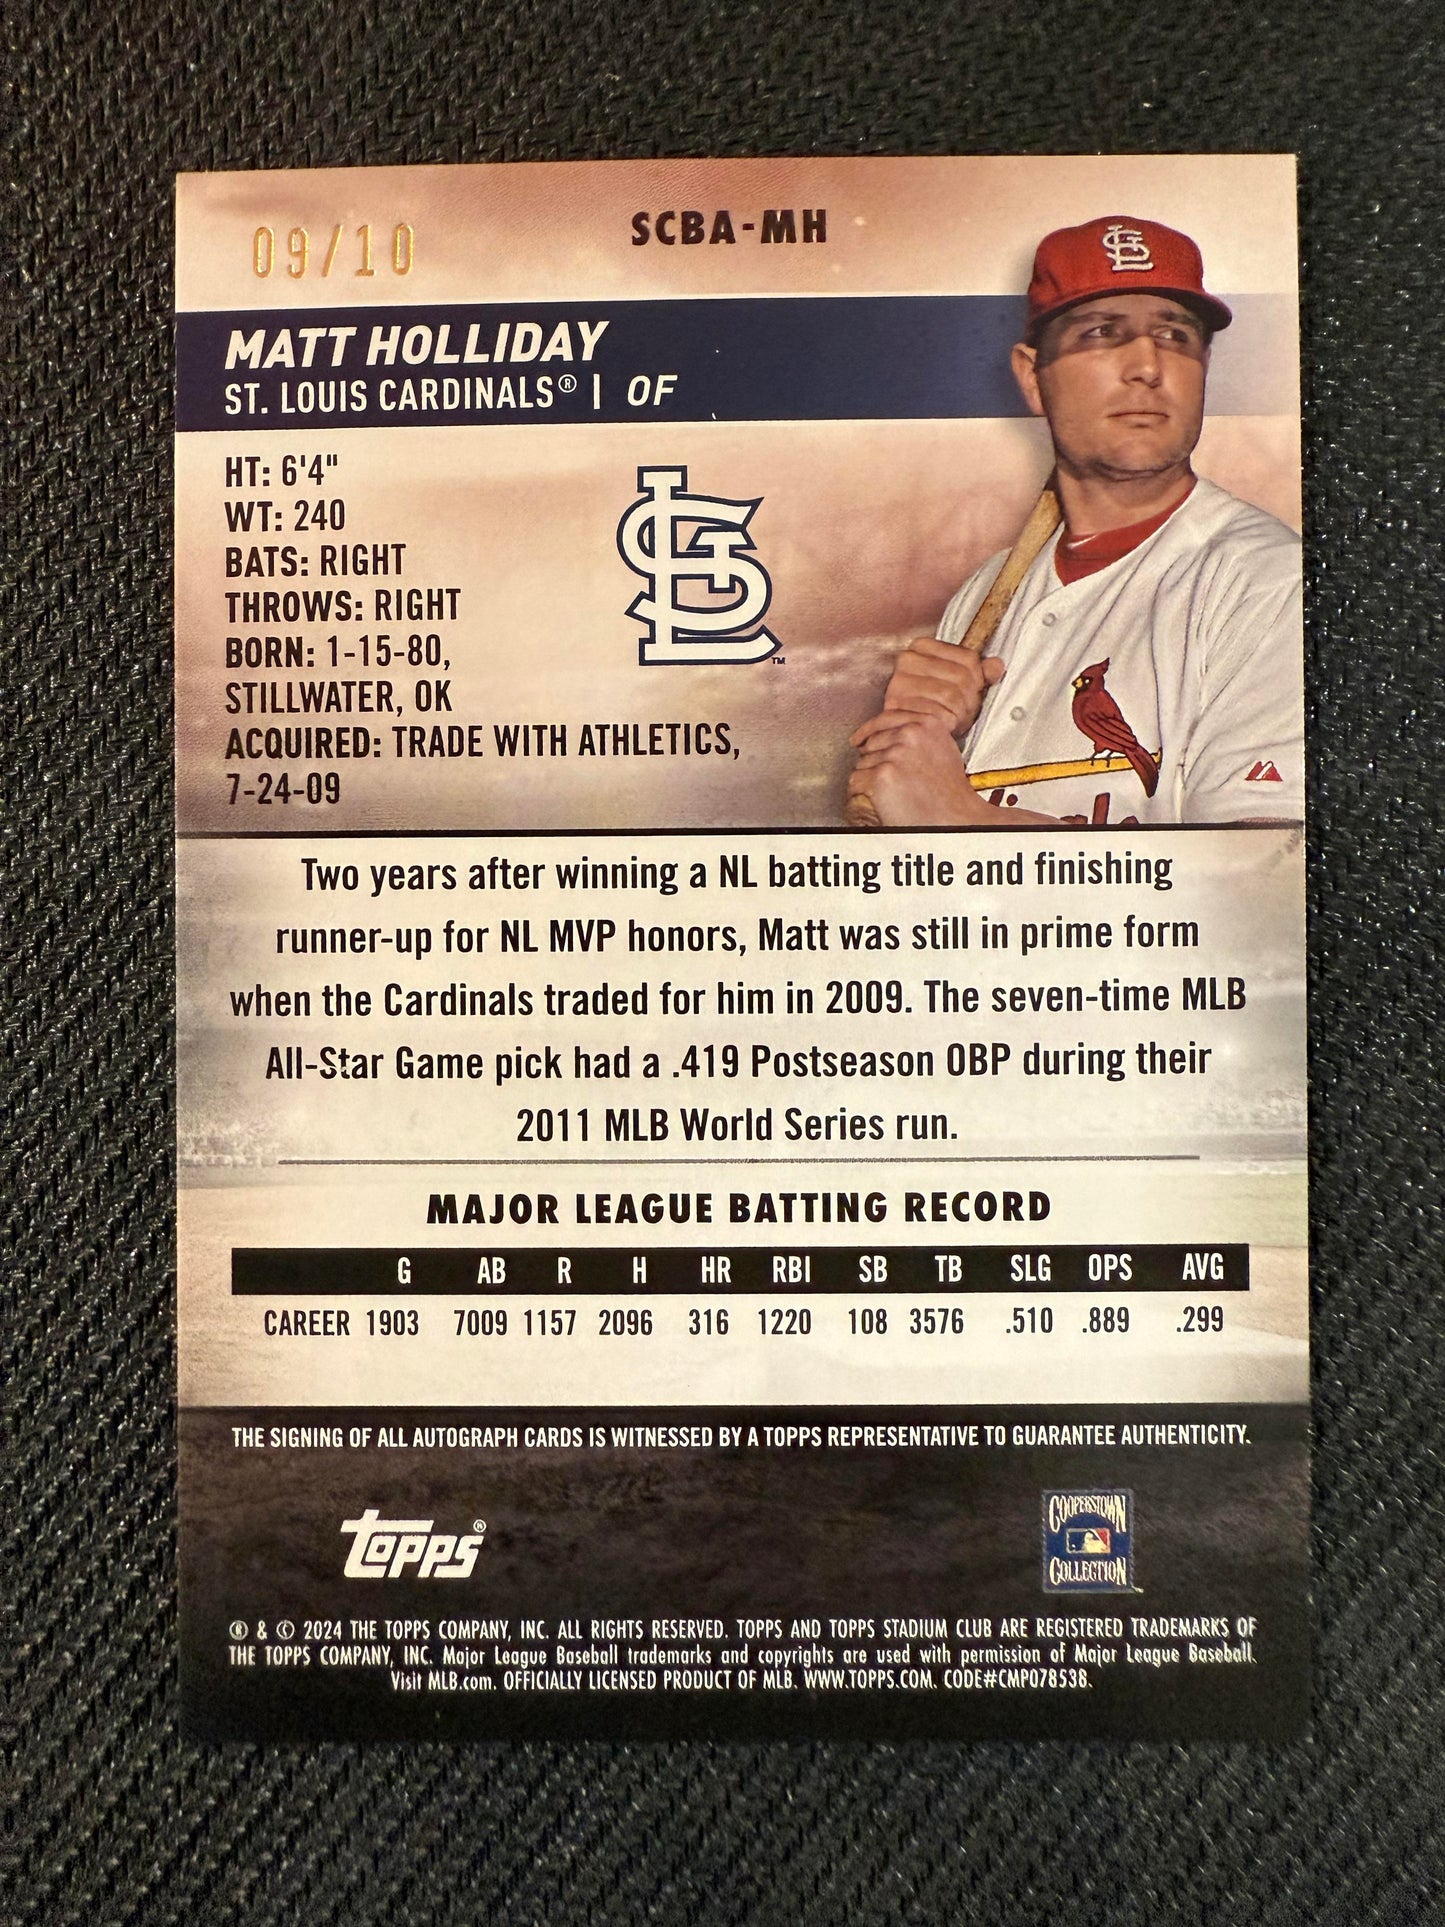 09/10
SCBA-MH
MATT HOLLIDAY
ST. LOUIS CARDINALS® | OF
HT: 6'4"
WT: 240
BATS: RIGHT
THROWS: RIGHT
BORN: 1-15-80,
STILLWATER, OK
ACQUIRED: TRADE WITH ATHLETICS,
7-24-09
STL
™
STL
Two years after winning a NL batting title and finishing
runner-up for NL MVP honors, Matt was still in prime form
when the Cardinals traded for him in 2009. The seven-time MLB
All-Star Game pick had a .419 Postseason OBP during their
2011 MLB World Series run.
MAJOR LEAGUE BATTING RECORD
G AB R H HR RBI SB TB SLG OPS AVG
CAREER 1903 7009 1157 2096 316 1220 108 3576 .510 .889 .299
THE SIGNING OF ALL AUTOGRAPH CARDS IS WITNESSED BY A TOPPS REPRESENTATIVE TO GUARANTEE AUTHENTICITY.
topps®
COOPERSTOWN
COLLECTION
® & © 2024 THE TOPPS COMPANY, INC. ALL RIGHTS RESERVED. TOPPS AND TOPPS STADIUM CLUB ARE REGISTERED TRADEMARKS OF
THE TOPPS COMPANY, INC. Major League Baseball trademarks and copyrights are used with permission of Major League Baseball.
Visit MLB.com. OFFICIALLY LICENSED PRODUCT OF MLB. WWW.TOPPS.COM. CODE#CMP078538.